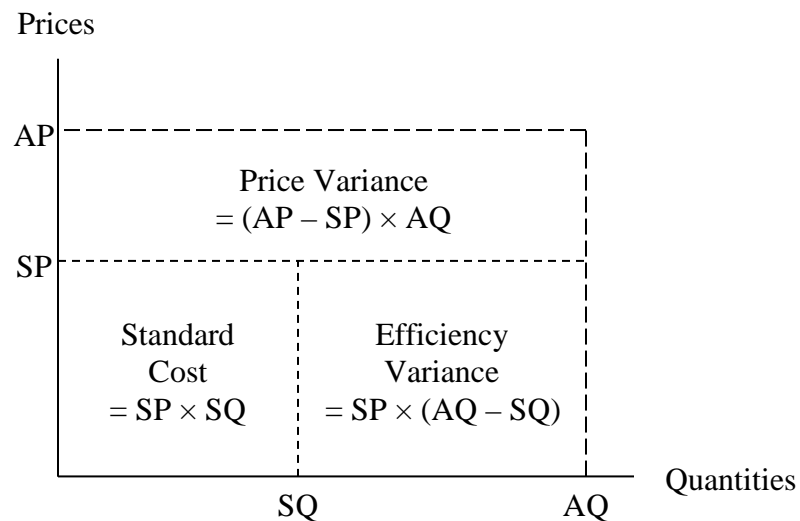 Prices
AP
Price Variance
= (AP – SP) × AQ
SP
Standard
Cost
= SP × SQ
Efficiency
Variance
= SP × (AQ – SQ)
Quantities
SQ
AQ